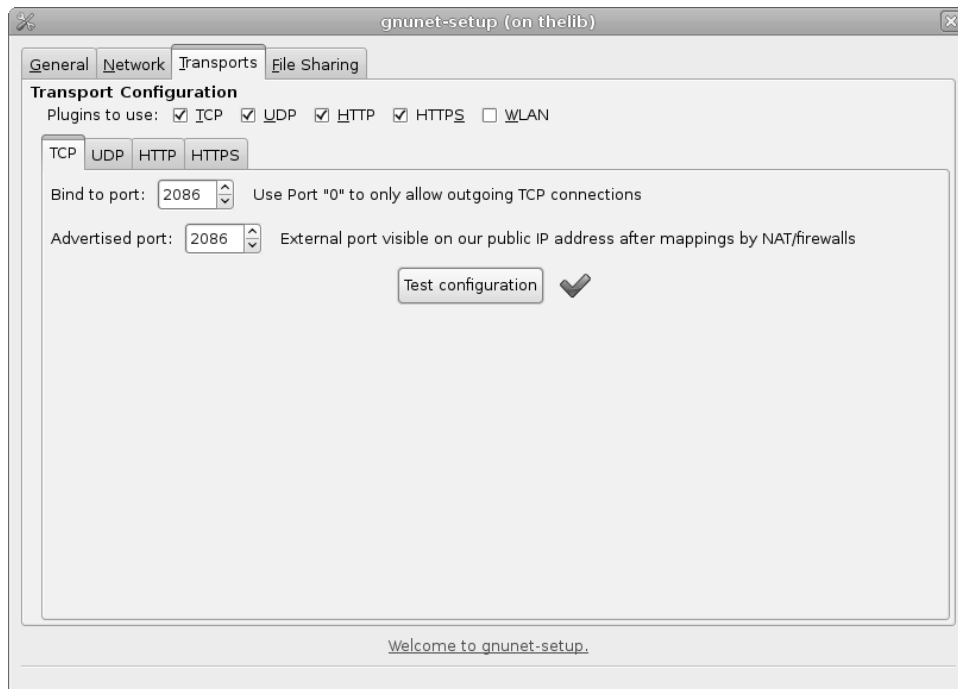 gnunet-setup (on thelib)
General Network Transports File Sharing
Transport Configuration
Plugins to use: TCP UDP HTTP HTTPS WLAN
TCP UDP HTTP HTTPS
Bind to port: 2086 Use Port "0" to only allow outgoing TCP connections
Advertised port: 2086 External port visible on our public IP address after mappings by NAT/firewalls
Test configuration
Welcome to gnunet-setup.